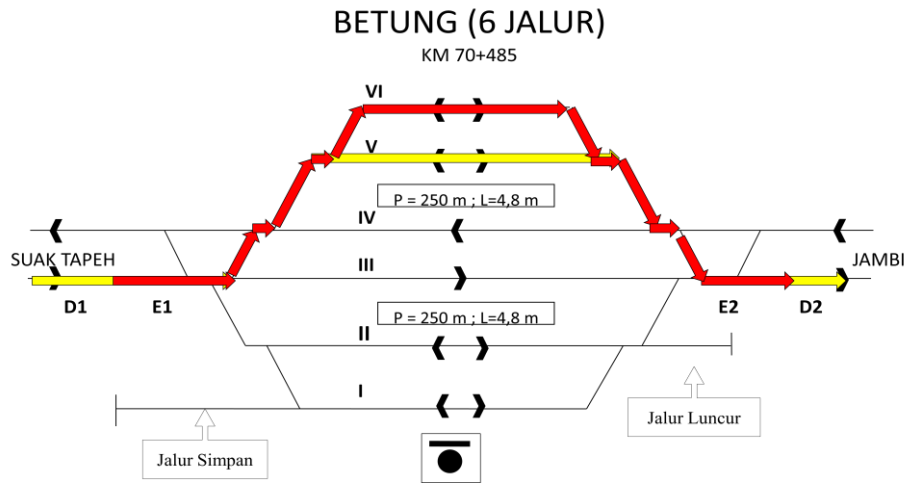 BETUNG (6 JALUR)
KM 70+485
VI
V
P = 250 m ; L=4,8 m
IV
SUAK TAPEH
III
JAMBI
D1
E1
E2
D2
P = 250 m ; L=4,8 m
II
I
Jalur Luncur
Jalur Simpan